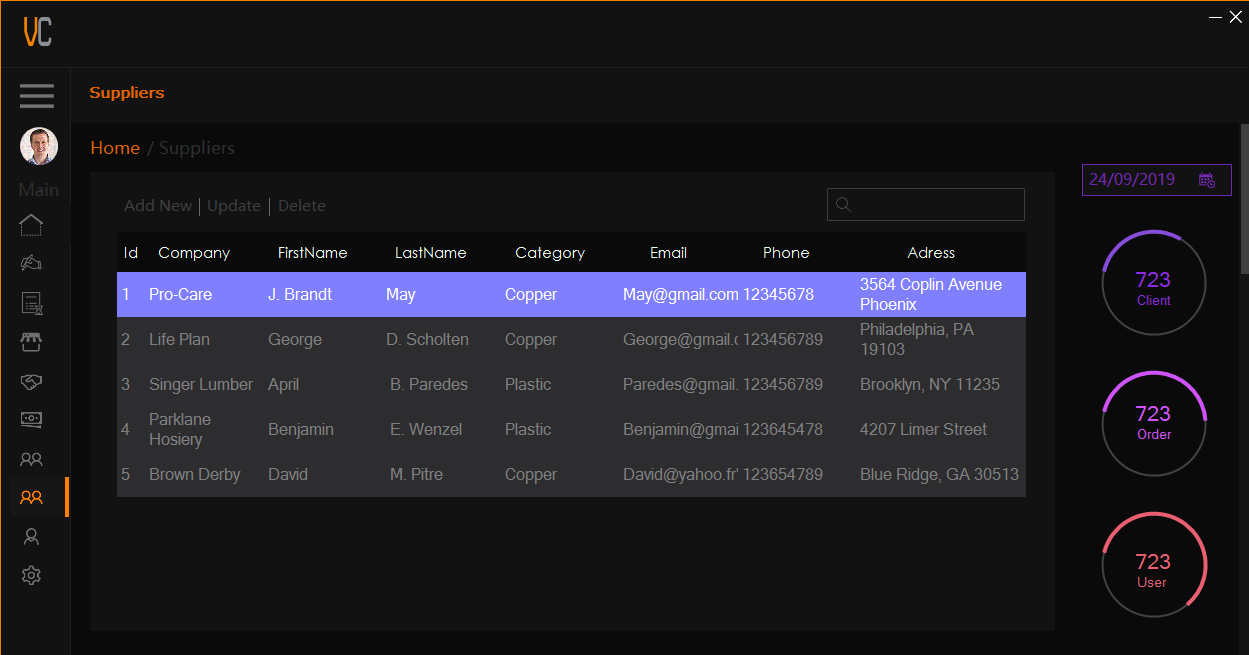 VC
Suppliers
Home / Suppliers
24/09/2019
Main
Add New | Update | Delete
Id Company FirstName LastName Category Email Phone Adress
1 Pro-Care J. Brandt May Copper May@gmail.com 12345678 3564 Coplin Avenue
Phoenix
2 Life Plan George D. Scholten Copper George@gmail.c 123456789 Philadelphia, PA
19103
3 Singer Lumber April B. Paredes Plastic Paredes@gmail. 123456789 Brooklyn, NY 11235
4 Parklane
Hosiery Benjamin E. Wenzel Plastic Benjamin@gmai 123645478 4207 Limer Street
5 Brown Derby David M. Pitre Copper David@yahoo.fr' 123654789 Blue Ridge, GA 30513
723
Client
723
Order
723
User